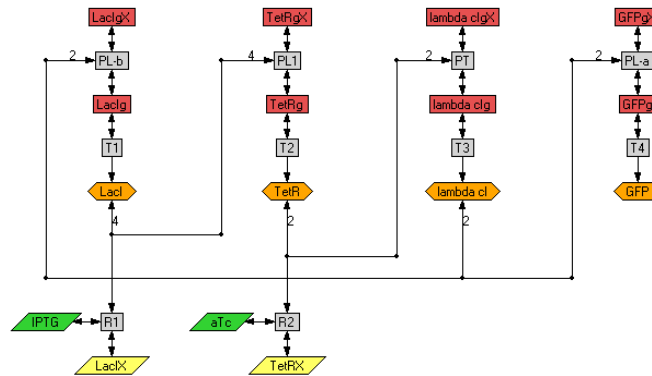 LacIgX TetRgX lambda cIgX GFPgX
2 PL-b 4 PL1 2 PT 2 PL-a
LacIg TetRg lambda cIg GFPg
T1 T2 T3 T4
LacI TetR lambda cI GFP
4 2 2
IPTG R1 aTc R2
LacIX TetRX